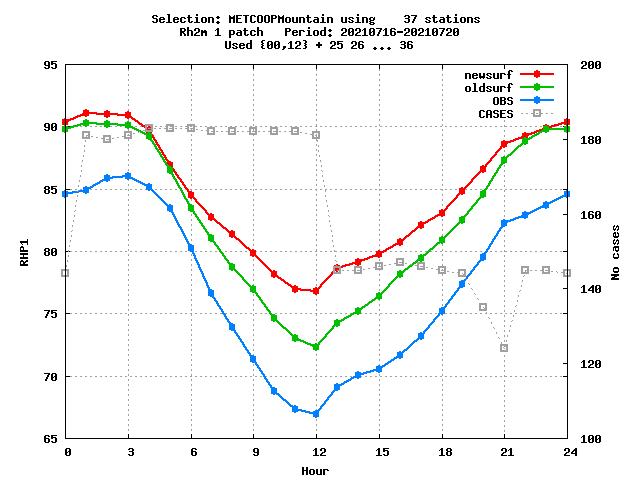 Selection: METCOOPMountain using    37 stations
Rh2m 1 patch   Period: 20210716-20210720
Used {00,12} + 25 26 ... 36
95
90
85
80
75
70
65
200
180
160
140
120
100
newsurf
oldsurf
OBS
CASES
RHP1
No cases
0 3 6 9 12 15 18 21 24
Hour